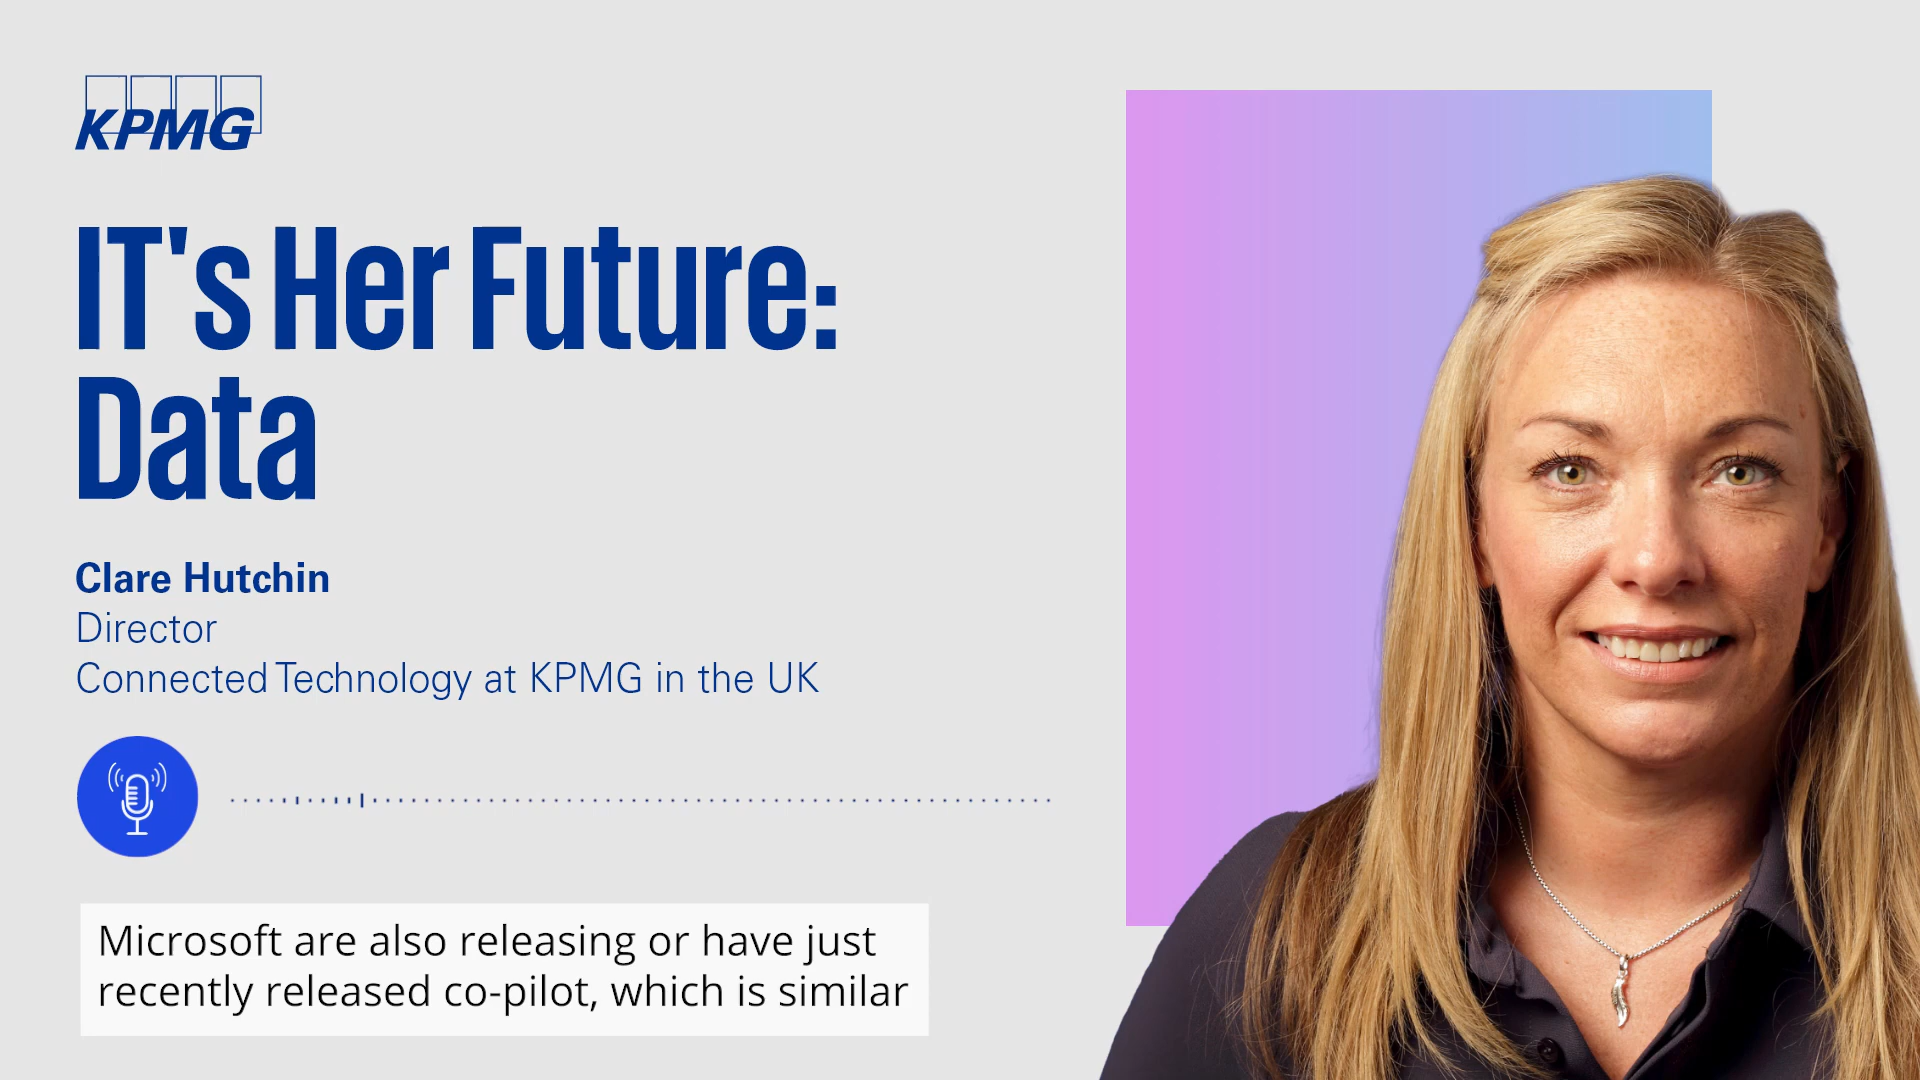 KPMG
IT's Her Future:
Data
Clare Hutchin
Director
Connected Technology at KPMG in the UK
Microsoft are also releasing or have just
recently released co-pilot, which is similar